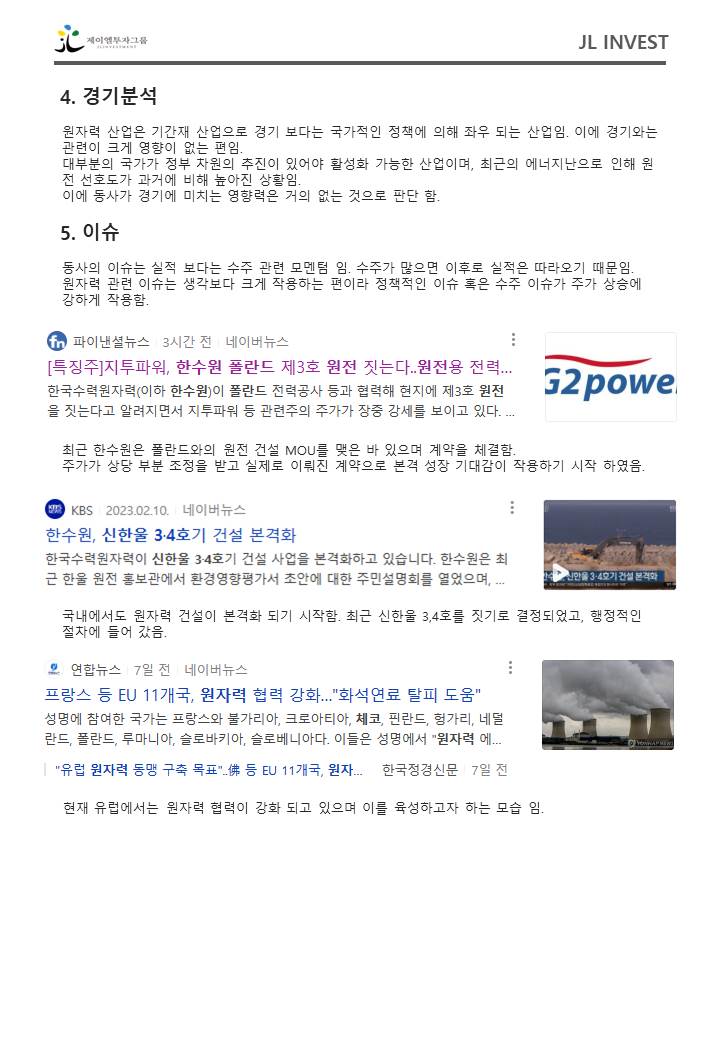 제이엘투자그룹
JL INVESTMENT
JL INVEST
4. 경기분석
원자력 산업은 기간재 산업으로 경기 보다는 국가적인 정책에 의해 좌우 되는 산업임. 이에 경기와는
관련이 크게 영향이 없는 편임.
대부분의 국가가 정부 차원의 추진이 있어야 활성화 가능한 산업이며, 최근의 에너지난으로 인해 원
전 선호도가 과거에 비해 높아진 상황임.
이에 동사가 경기에 미치는 영향력은 거의 없는 것으로 판단 함.
5. 이슈
동사의 이슈는 실적 보다는 수주 관련 모멘텀 임. 수주가 많으면 이후로 실적은 따라오기 때문임.
원자력 관련 이슈는 생각보다 크게 작용하는 편이라 정책적인 이슈 혹은 수주 이슈가 주가 상승에
강하게 작용함.
fn 파이낸셜뉴스 3시간 전 네이버뉴스
[특징주]지투파워, 한수원 폴란드 제3호 원전 짓는다..원전용 전력...
한국수력원자력(이하 한수원)이 폴란드 전력공사 등과 협력해 현지에 제3호 원전
을 짓는다고 알려지면서 지투파워 등 관련주의 주가가 장중 강세를 보이고 있다. ...
G2power
최근 한수원은 폴란드와의 원전 건설 MOU를 맺은 바 있으며 계약을 체결함.
주가가 상당 부분 조정을 받고 실제로 이뤄진 계약으로 본격 성장 기대감이 작용하기 시작 하였음.
KBS NEWS KBS 2023.02.10. 네이버뉴스
한수원, 신한울 3·4호기 건설 본격화
한국수력원자력이 신한울 3·4호기 건설 사업을 본격화하고 있습니다. 한수원은 최
근 한울 원전 홍보관에서 환경영향평가서 초안에 대한 주민설명회를 열었으며, ...
신한울 3·4호기 건설 본격화
국내에서도 원자력 건설이 본격화 되기 시작함. 최근 신한울 3,4호를 짓기로 결정되었고, 행정적인
절차에 들어 갔음.
연합뉴스 7일 전 네이버뉴스
프랑스 등 EU 11개국, 원자력 협력 강화..."화석연료 탈피 도움"
성명에 참여한 국가는 프랑스와 불가리아, 크로아티아, 체코, 핀란드, 헝가리, 네덜
란드, 폴란드, 루마니아, 슬로바키아, 슬로베니아다. 이들은 성명에서 "원자력 에...
YONHAP NEWS
"유럽 원자력 동맹 구축 목표"..佛 등 EU 11개국, 원자... 한국정경신문 7일 전
현재 유럽에서는 원자력 협력이 강화 되고 있으며 이를 육성하고자 하는 모습 임.